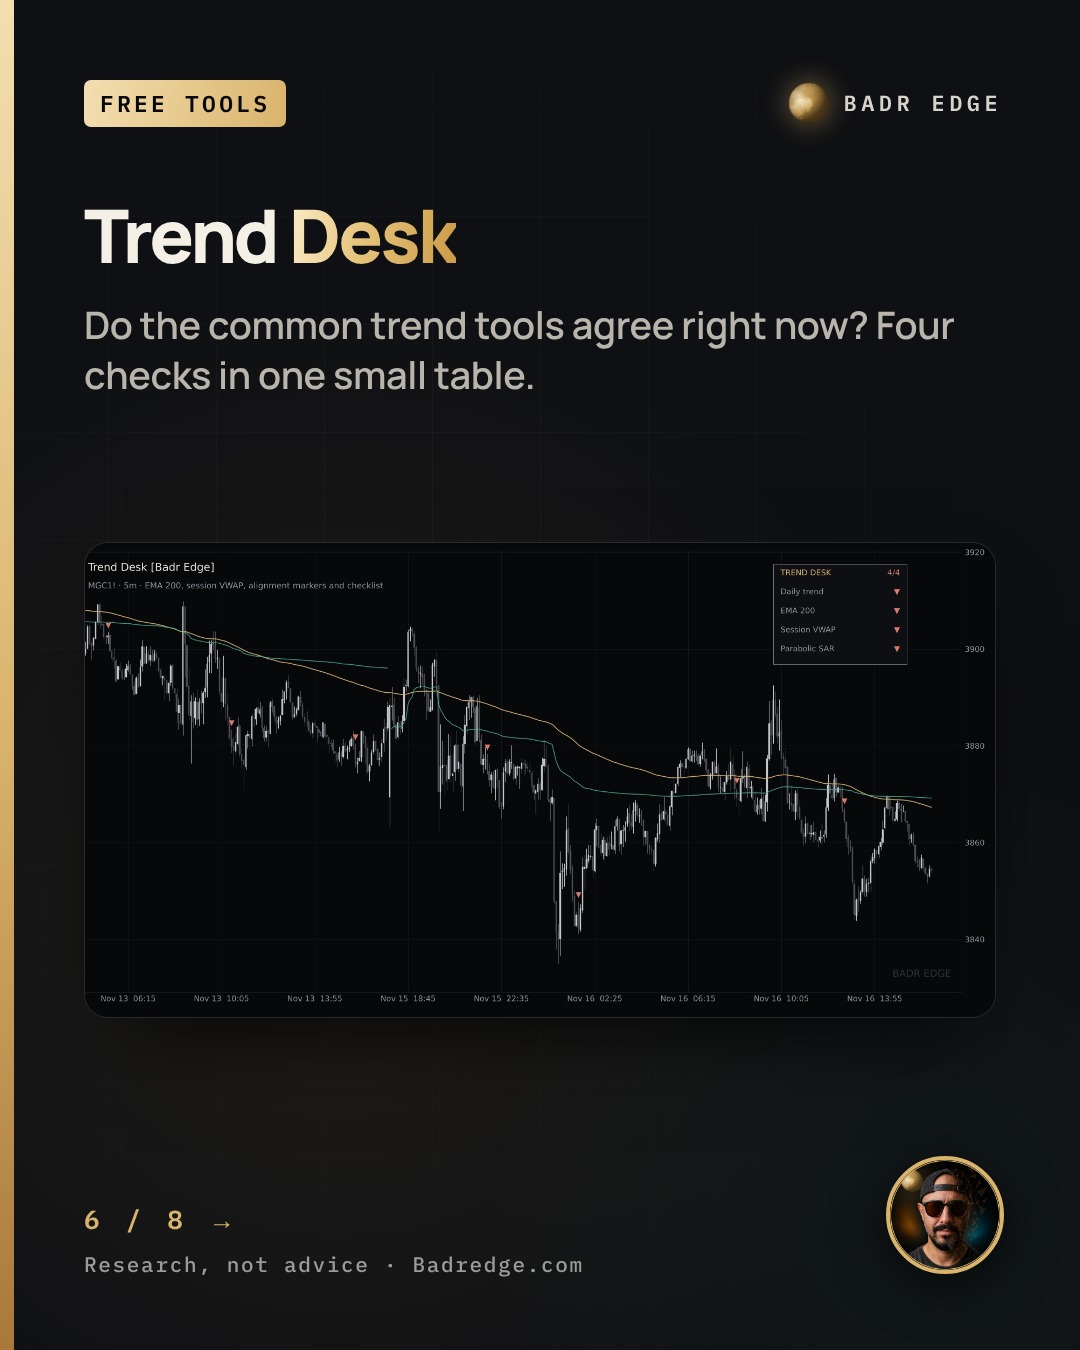 FREE TOOLS
BADR EDGE
Trend Desk
Do the common trend tools agree right now? Four
checks in one small table.
Trend Desk [Badr Edge]
MGC1! · 5m · EMA 200, session VWAP, alignment markers and checklist
TREND DESK 4/4
Daily trend ▼
EMA 200 ▼
Session VWAP ▼
Parabolic SAR ▼
3920
3900
3880
3860
3840
BADR EDGE
Nov 13 06:15 Nov 13 10:05 Nov 13 13:55 Nov 15 18:45 Nov 15 22:35 Nov 16 02:25 Nov 16 06:15 Nov 16 10:05 Nov 16 13:55
6 / 8 →
Research, not advice · Badredge.com